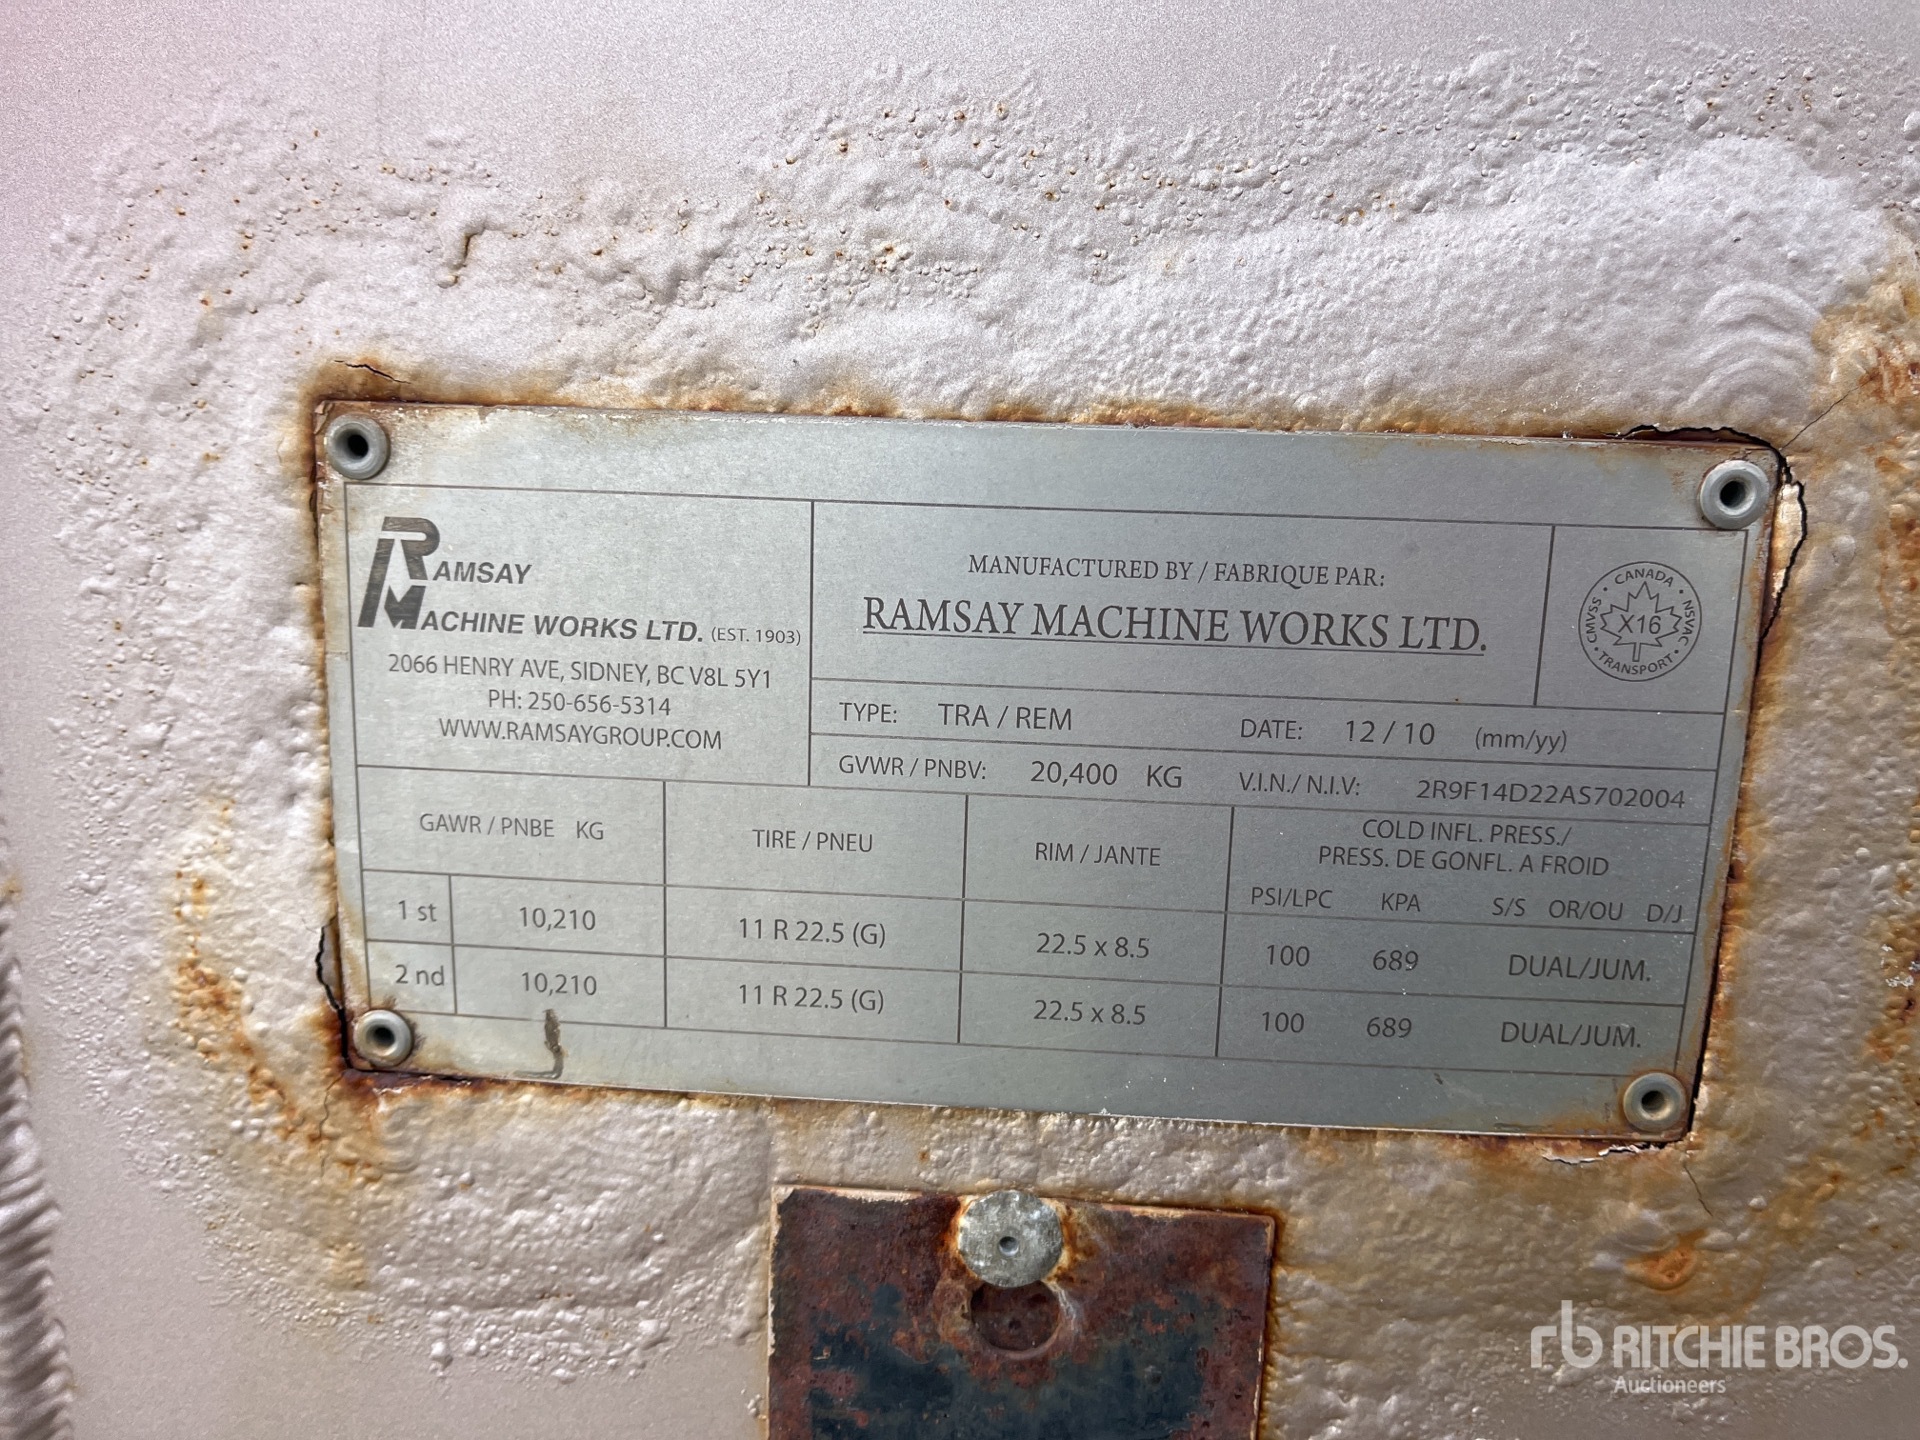 RAMSAY
MACHINE WORKS LTD. (EST. 1903)
2066 HENRY AVE, SIDNEY, BC V8L 5Y1
PH: 250-656-5314
WWW.RAMSAYGROUP.COM
MANUFACTURED BY / FABRIQUE PAR:
RAMSAY MACHINE WORKS LTD.
CANADA
CMVSS X16 NSVAC
TRANSPORT
TYPE: TRA / REM DATE: 12 / 10 (mm/yy)
GVWR / PNBV: 20,400 KG V.I.N./ N.I.V: 2R9F14D22AS702004
GAWR / PNBE KG TIRE / PNEU RIM / JANTE COLD INFL. PRESS./
PRESS. DE GONFL. A FROID
PSI/LPC KPA S/S OR/OU D/J
1 st 10,210 11 R 22.5 (G) 22.5 x 8.5 100 689 DUAL/JUM.
2 nd 10,210 11 R 22.5 (G) 22.5 x 8.5 100 689 DUAL/JUM.
rb RITCHIE BROS.
Auctioneers